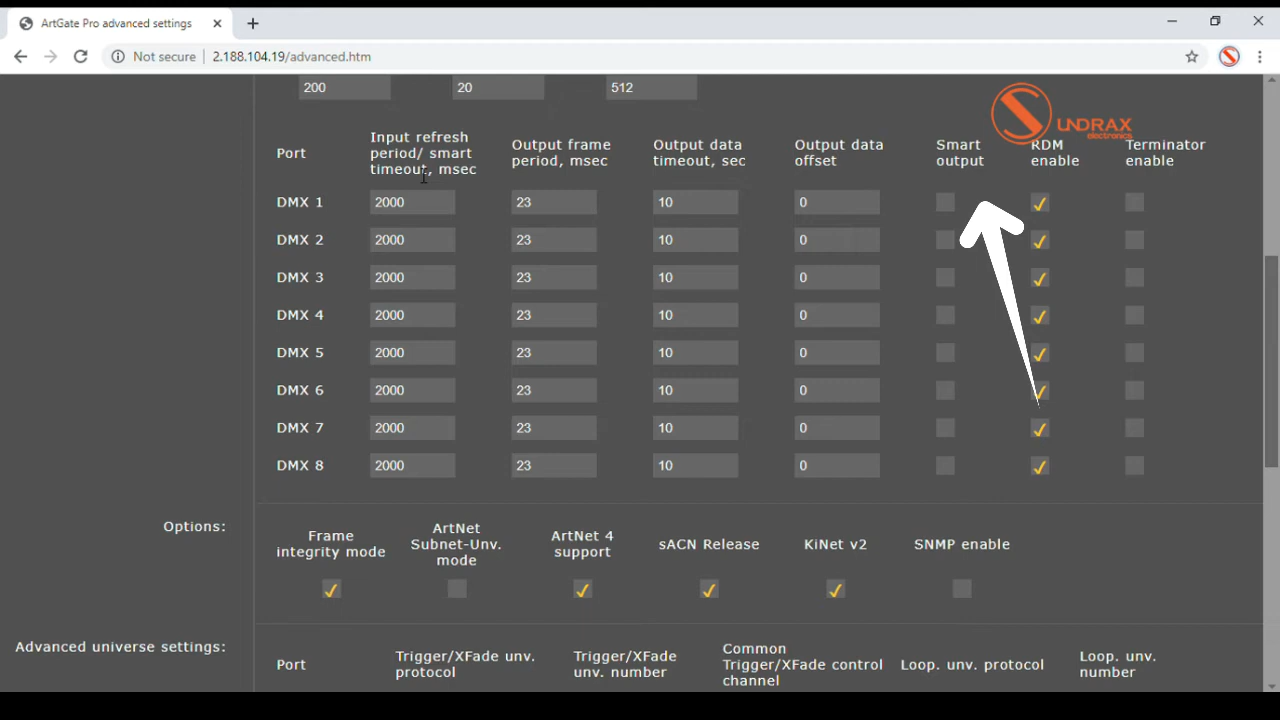 ArtGate Pro advanced settings
Not secure
2.188.104.19/advanced.htm
200 20 512
SUNDRAX
electronics
Port
Input refresh
period/ smart
timeout, msec
Output frame
period, msec
Output data
timeout, sec
Output data
offset
Smart
output
RDM
enable
Terminator
enable
DMX 1 2000 23 10 0
DMX 2 2000 23 10 0
DMX 3 2000 23 10 0
DMX 4 2000 23 10 0
DMX 5 2000 23 10 0
DMX 6 2000 23 10 0
DMX 7 2000 23 10 0
DMX 8 2000 23 10 0
Options:
Frame
integrity mode
ArtNet
Subnet-Unv.
mode
ArtNet 4
support
sACN Release
KiNet v2
SNMP enable
Advanced universe settings:
Port
Trigger/XFade unv.
protocol
Trigger/XFade
unv. number
Common
Trigger/XFade control
channel
Loop. unv. protocol
Loop. unv.
number